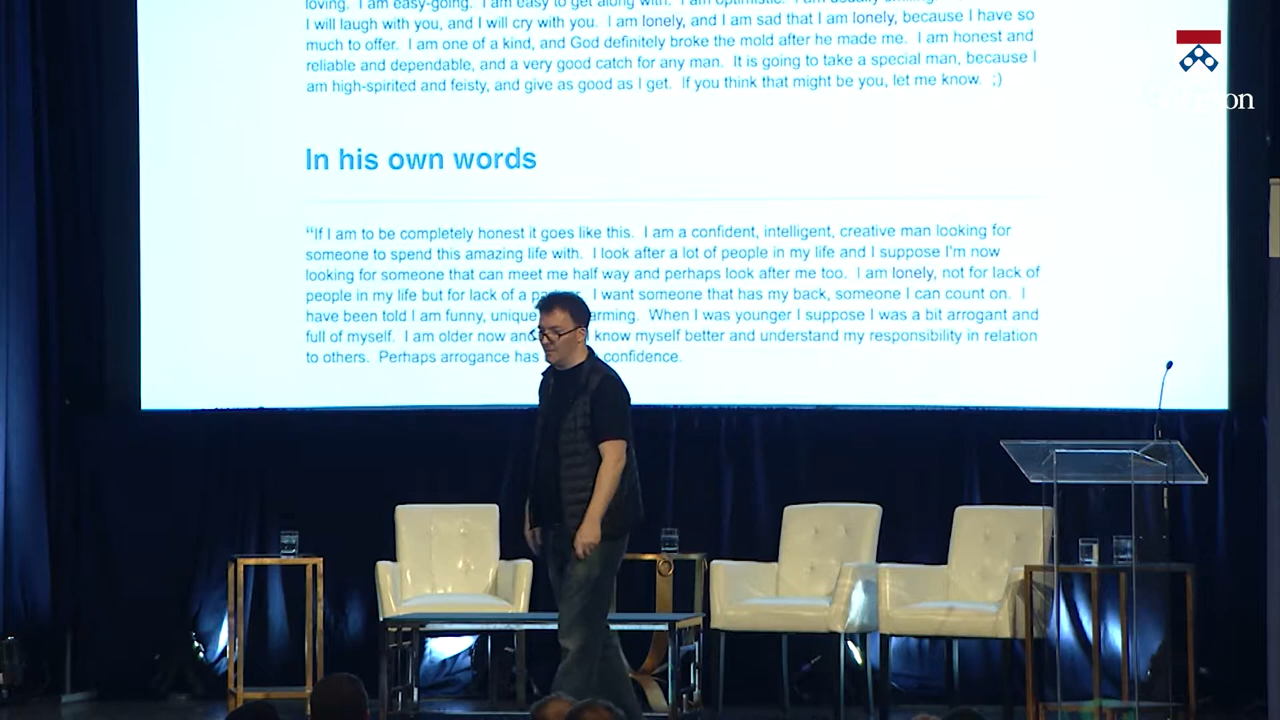 loving. I am easy-going. I am easy to get along with. I am optimistic. I am usually smiling.
I will laugh with you, and I will cry with you. I am lonely, and I am sad that I am lonely, because I have so
much to offer. I am one of a kind, and God definitely broke the mold after he made me. I am honest and
reliable and dependable, and a very good catch for any man. It is going to take a special man, because I
am high-spirited and feisty, and give as good as I get. If you think that might be you, let me know. ;)
In his own words
“If I am to be completely honest it goes like this. I am a confident, intelligent, creative man looking for
someone to spend this amazing life with. I look after a lot of people in my life and I suppose I'm now
looking for someone that can meet me half way and perhaps look after me too. I am lonely, not for lack of
people in my life but for lack of a I want someone that has my back, someone I can count on. I
have been told I am funny, unique When I was younger I suppose I was a bit arrogant and
full of myself. I am older now and I know myself better and understand my responsibility in relation
to others. Perhaps arrogance has confidence.